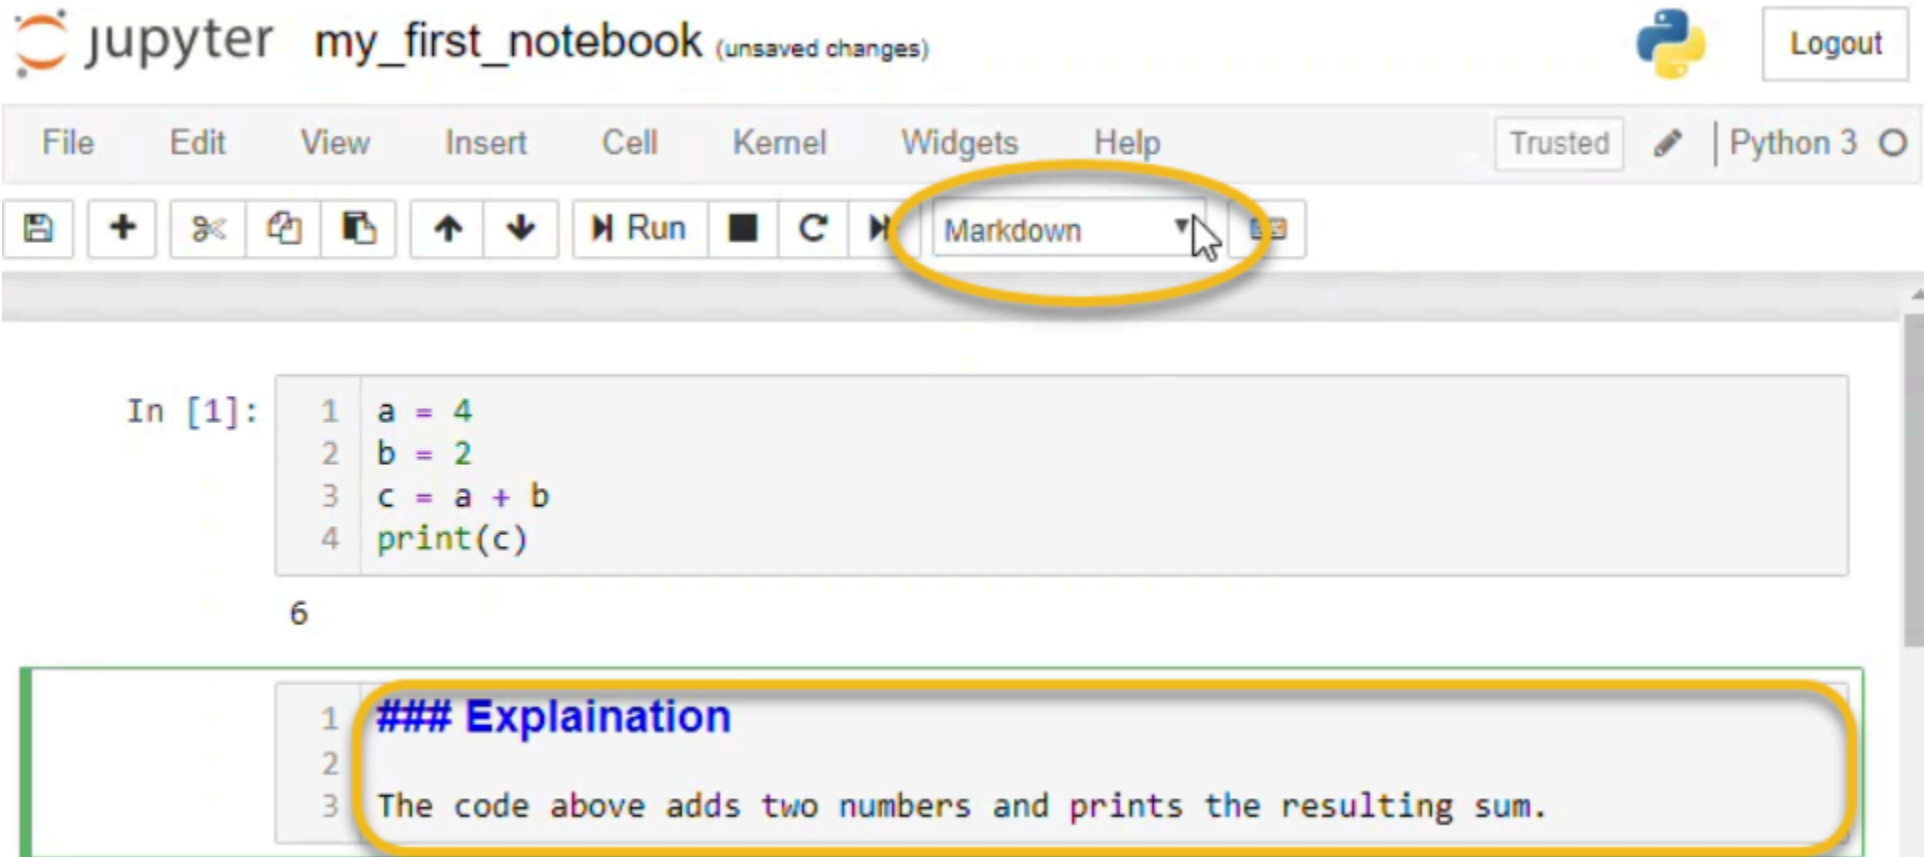 jupyter my_first_notebook (unsaved changes) Logout
File Edit View Insert Cell Kernel Widgets Help Trusted Python 3
Run Markdown
In [1]:
1 a = 4
2 b = 2
3 c = a + b
4 print(c)
6
1 ### Explaination
2
3 The code above adds two numbers and prints the resulting sum.